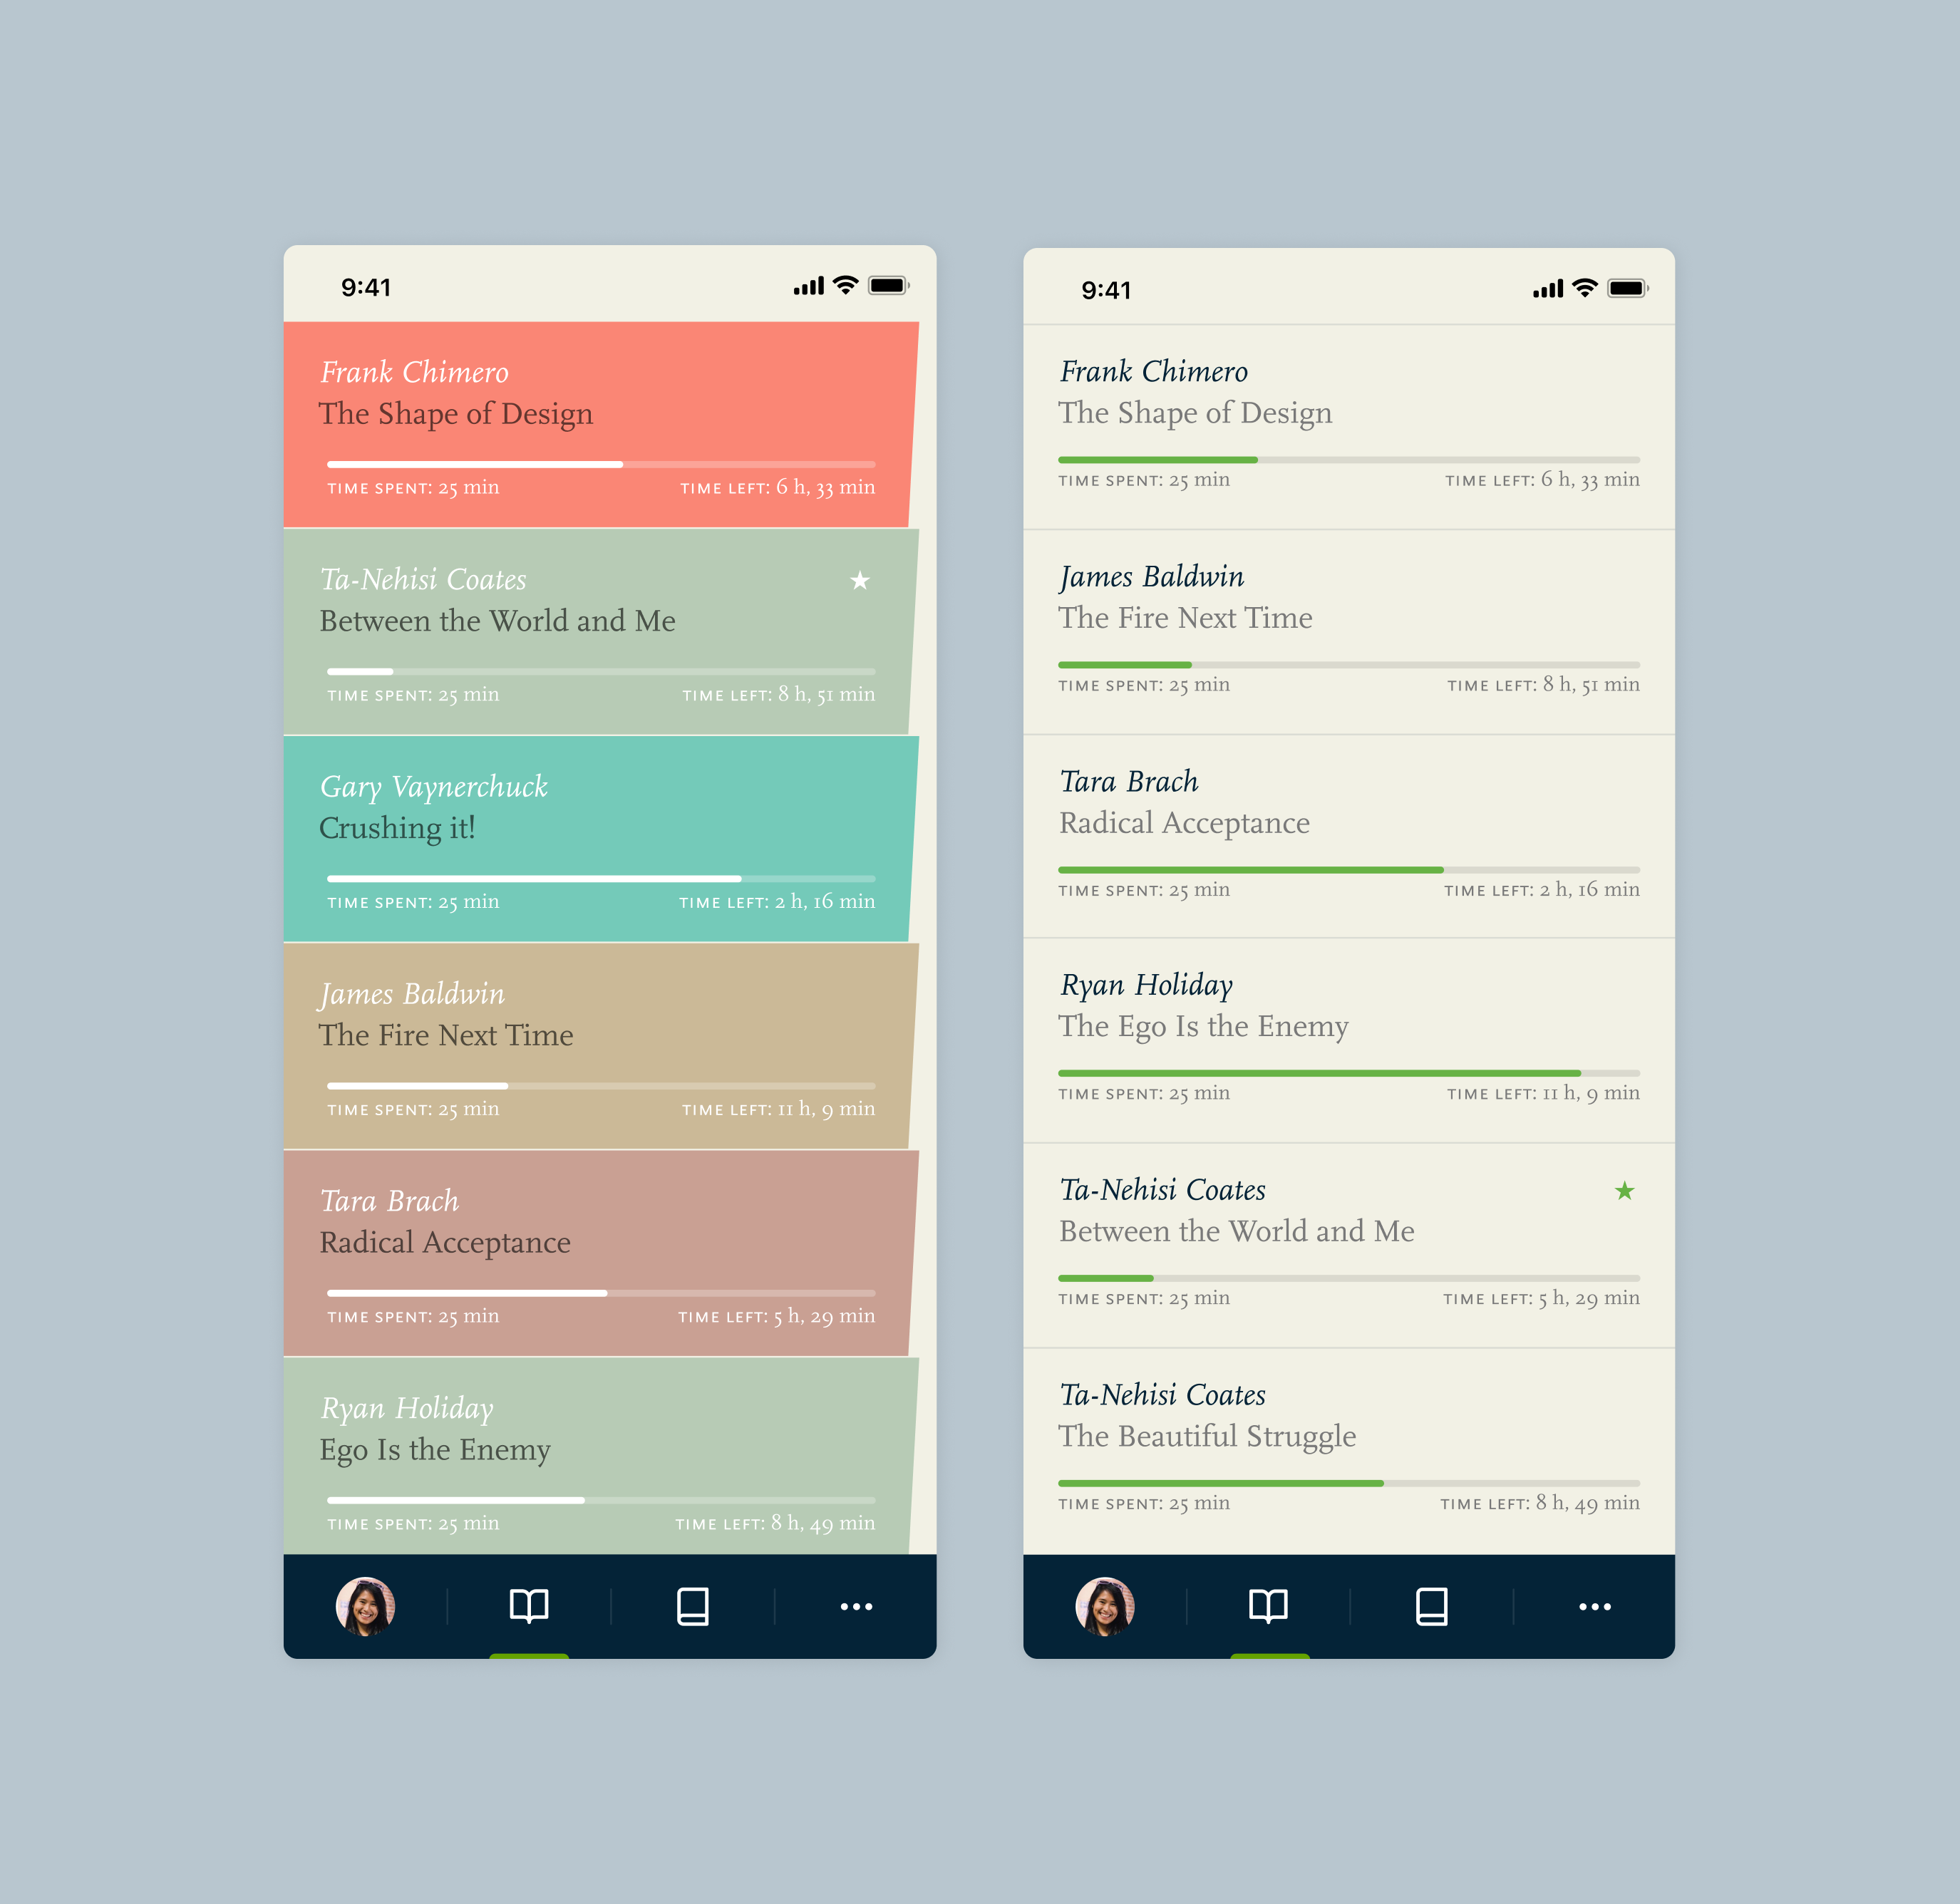 9:41
Frank Chimero
The Shape of Design
TIME SPENT: 25 min TIME LEFT: 6 h, 33 min
Ta-Nehisi Coates
Between the World and Me
TIME SPENT: 25 min TIME LEFT: 8 h, 51 min
Gary Vaynerchuck
Crushing it!
TIME SPENT: 25 min TIME LEFT: 2 h, 16 min
James Baldwin
The Fire Next Time
TIME SPENT: 25 min TIME LEFT: 11 h, 9 min
Tara Brach
Radical Acceptance
TIME SPENT: 25 min TIME LEFT: 5 h, 29 min
Ryan Holiday
Ego Is the Enemy
TIME SPENT: 25 min TIME LEFT: 8 h, 49 min
9:41
Frank Chimero
The Shape of Design
TIME SPENT: 25 min TIME LEFT: 6 h, 33 min
James Baldwin
The Fire Next Time
TIME SPENT: 25 min TIME LEFT: 8 h, 51 min
Tara Brach
Radical Acceptance
TIME SPENT: 25 min TIME LEFT: 2 h, 16 min
Ryan Holiday
The Ego Is the Enemy
TIME SPENT: 25 min TIME LEFT: 11 h, 9 min
Ta-Nehisi Coates
Between the World and Me
TIME SPENT: 25 min TIME LEFT: 5 h, 29 min
Ta-Nehisi Coates
The Beautiful Struggle
TIME SPENT: 25 min TIME LEFT: 8 h, 49 min